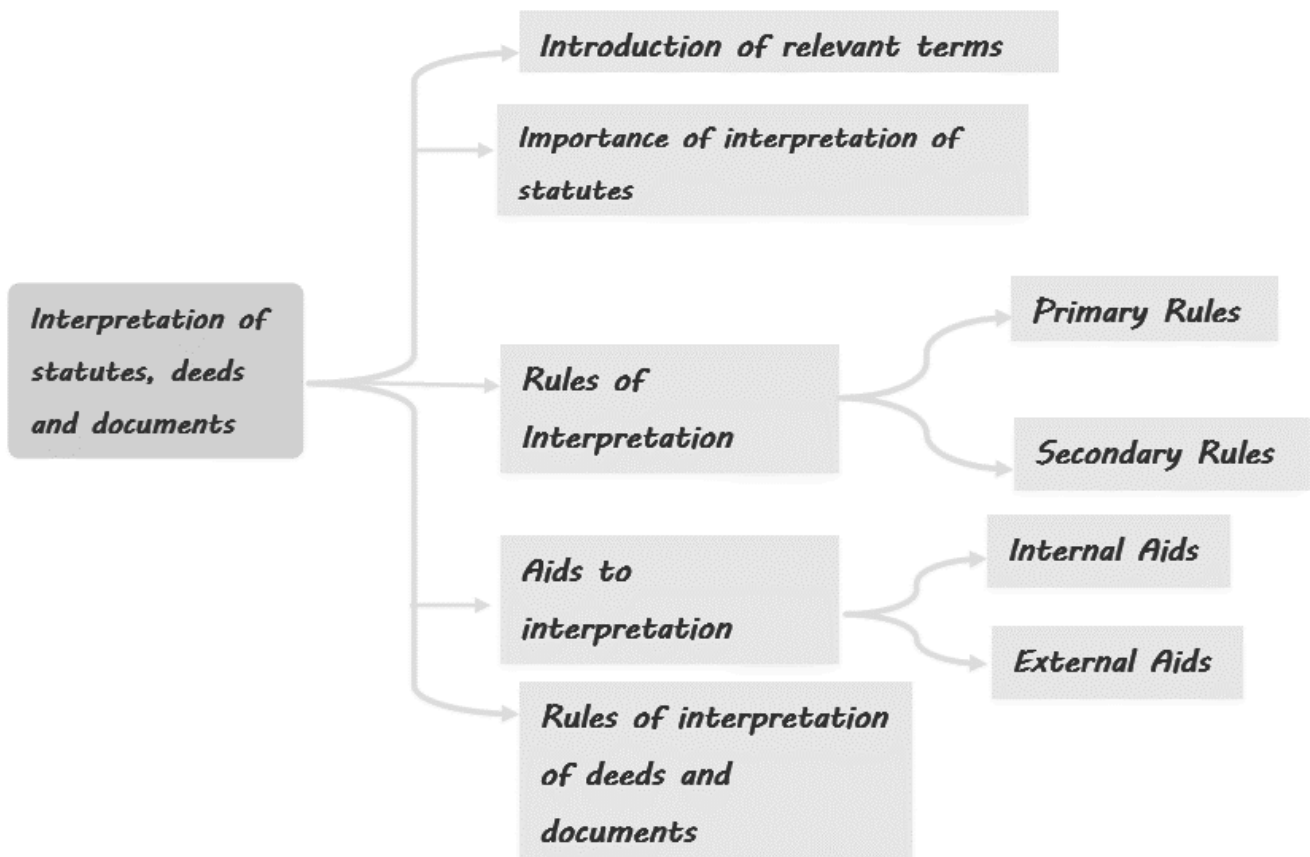 Introduction of relevant terms
Importance of interpretation of
statutes
Interpretation of
statutes, deeds
and documents
Rules of
Interpretation
Primary Rules
Secondary Rules
Aids to
interpretation
Internal Aids
External Aids
Rules of interpretation
of deeds and
documents